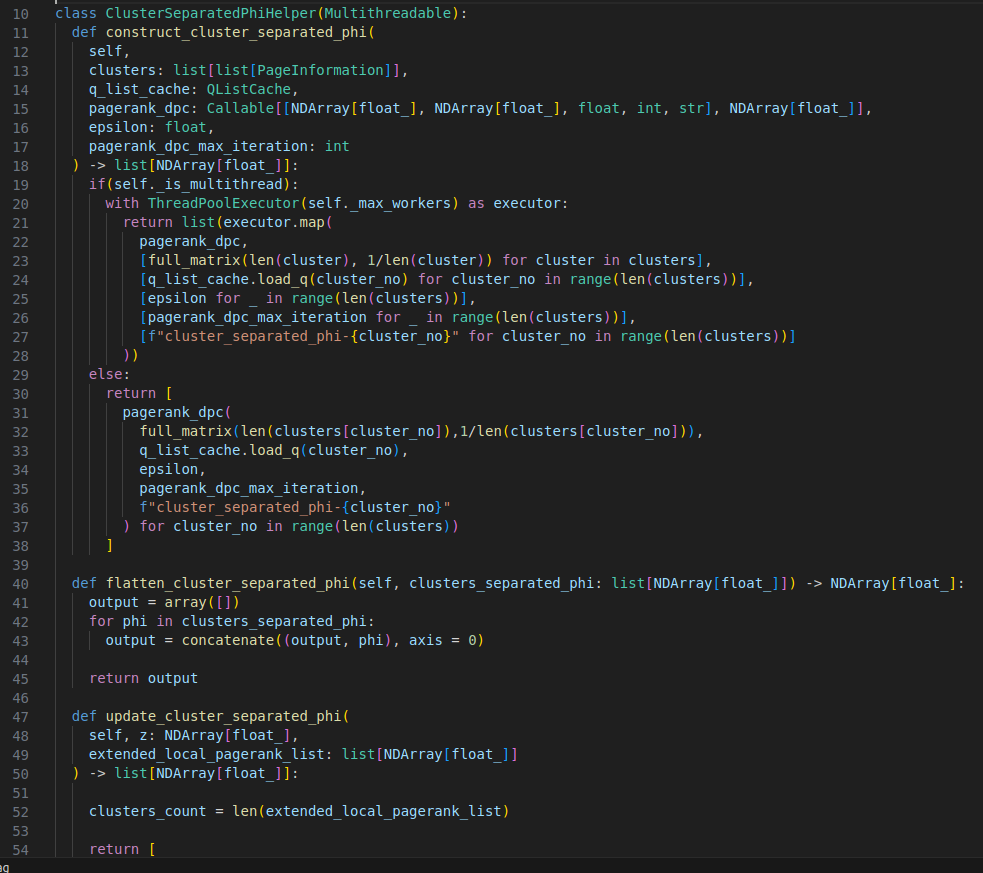 10 class ClusterSeparatedPhiHelper(Multithreadable):
11   def construct_cluster_separated_phi(
12     self,
13     clusters: list[list[PageInformation]],
14     q_list_cache: QListCache,
15     pagerank_dpc: Callable[[NDArray[float_], NDArray[float_], float, int, str], NDArray[float_]],
16     epsilon: float,
17     pagerank_dpc_max_iteration: int
18   ) -> list[NDArray[float_]]:
19     if(self._is_multithread):
20       with ThreadPoolExecutor(self._max_workers) as executor:
21         return list(executor.map(
22           pagerank_dpc,
23           [full_matrix(len(cluster), 1/len(cluster)) for cluster in clusters],
24           [q_list_cache.load_q(cluster_no) for cluster_no in range(len(clusters))],
25           [epsilon for _ in range(len(clusters))],
26           [pagerank_dpc_max_iteration for _ in range(len(clusters))],
27           [f"cluster_separated_phi-{cluster_no}" for cluster_no in range(len(clusters))]
28         ))
29     else:
30       return [
31         pagerank_dpc(
32           full_matrix(len(clusters[cluster_no]),1/len(clusters[cluster_no])),
33           q_list_cache.load_q(cluster_no),
34           epsilon,
35           pagerank_dpc_max_iteration,
36           f"cluster_separated_phi-{cluster_no}"
37         ) for cluster_no in range(len(clusters))
38       ]
39
40   def flatten_cluster_separated_phi(self, clusters_separated_phi: list[NDArray[float_]]) -> NDArray[float_]:
41     output = array([])
42     for phi in clusters_separated_phi:
43       output = concatenate((output, phi), axis = 0)
44
45     return output
46
47   def update_cluster_separated_phi(
48     self, z: NDArray[float_],
49     extended_local_pagerank_list: list[NDArray[float_]]
50   ) -> list[NDArray[float_]]:
51
52     clusters_count = len(extended_local_pagerank_list)
53
54     return [